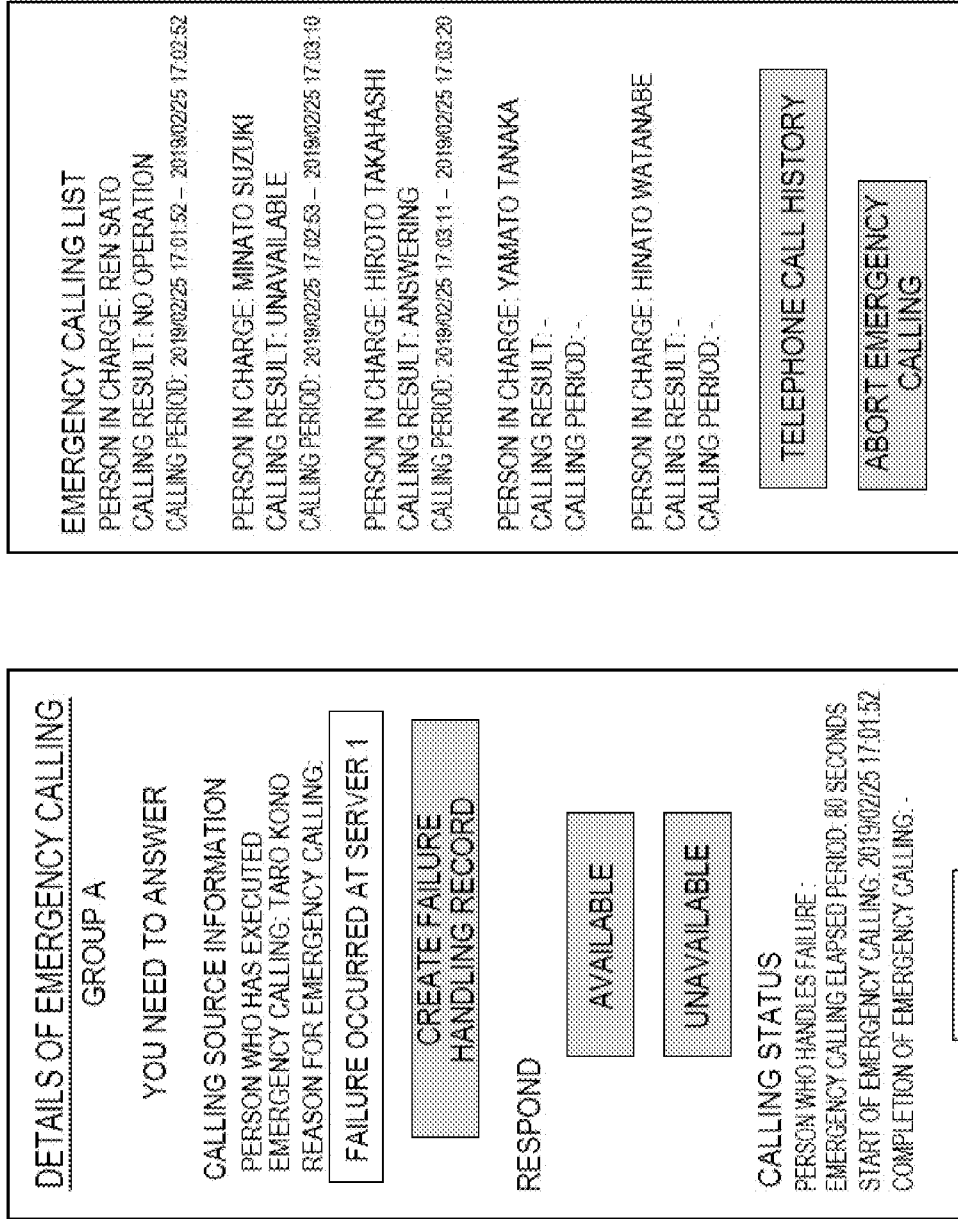 DETAILS OF EMERGENCY CALLING
GROUP A
YOU NEED TO ANSWER
CALLING SOURCE INFORMATION
PERSON WHO HAS EXECUTED
EMERGENCY CALLING: TARO KONO
REASON FOR EMERGENCY CALLING:
FAILURE OCCURRED AT SERVER 1
CREATE FAILURE
HANDLING RECORD
RESPOND
AVAILABLE
UNAVAILABLE
CALLING STATUS
PERSON WHO HANDLES FAILURE:
EMERGENCY CALLING ELAPSED PERIOD: 80 SECONDS
START OF EMERGENCY CALLING: 2019/02/25 17:01:52
COMPLETION OF EMERGENCY CALLING: -
EMERGENCY CALLING LIST
PERSON IN CHARGE: REN SATO
CALLING RESULT: NO OPERATION
CALLING PERIOD: 2019/02/25 17:01:52 – 2019/02/25 17:02:52
PERSON IN CHARGE: MINATO SUZUKI
CALLING RESULT: UNAVAILABLE
CALLING PERIOD: 2019/02/25 17:02:53 – 2019/02/25 17:03:10
PERSON IN CHARGE: HIROTO TAKAHASHI
CALLING RESULT: ANSWERING
CALLING PERIOD: 2019/02/25 17:03:11 – 2019/02/25 17:03:20
PERSON IN CHARGE: YAMATO TANAKA
CALLING RESULT: -
CALLING PERIOD: -
PERSON IN CHARGE: HINATO WATANABE
CALLING RESULT: -
CALLING PERIOD: -
TELEPHONE CALL HISTORY
ABORT EMERGENCY
CALLING